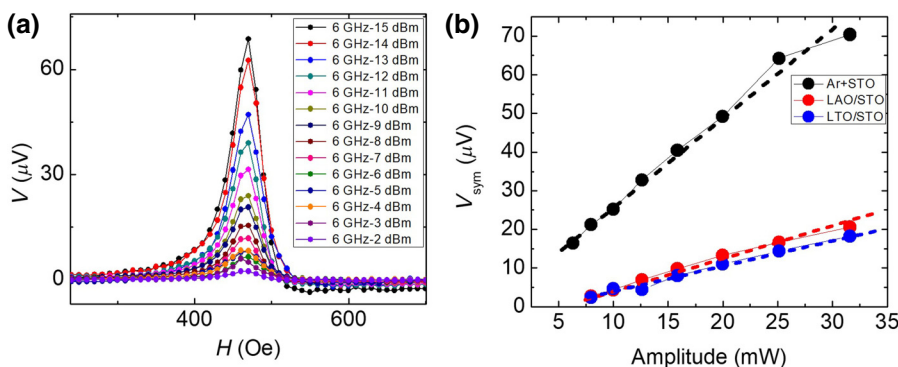 (a)
60
30
0
V (μV)
400
600
H (Oe)
6 GHz-15 dBm
6 GHz-14 dBm
6 GHz-13 dBm
6 GHz-12 dBm
6 GHz-11 dBm
6 GHz-10 dBm
6 GHz-9 dBm
6 GHz-8 dBm
6 GHz-7 dBm
6 GHz-6 dBm
6 GHz-5 dBm
6 GHz-4 dBm
6 GHz-3 dBm
6 GHz-2 dBm
(b)
80
70
60
50
40
30
20
10
0
Vsym (μV)
5
10
15
20
25
30
35
Amplitude (mW)
Ar+STO
LAO/STO
LTO/STO